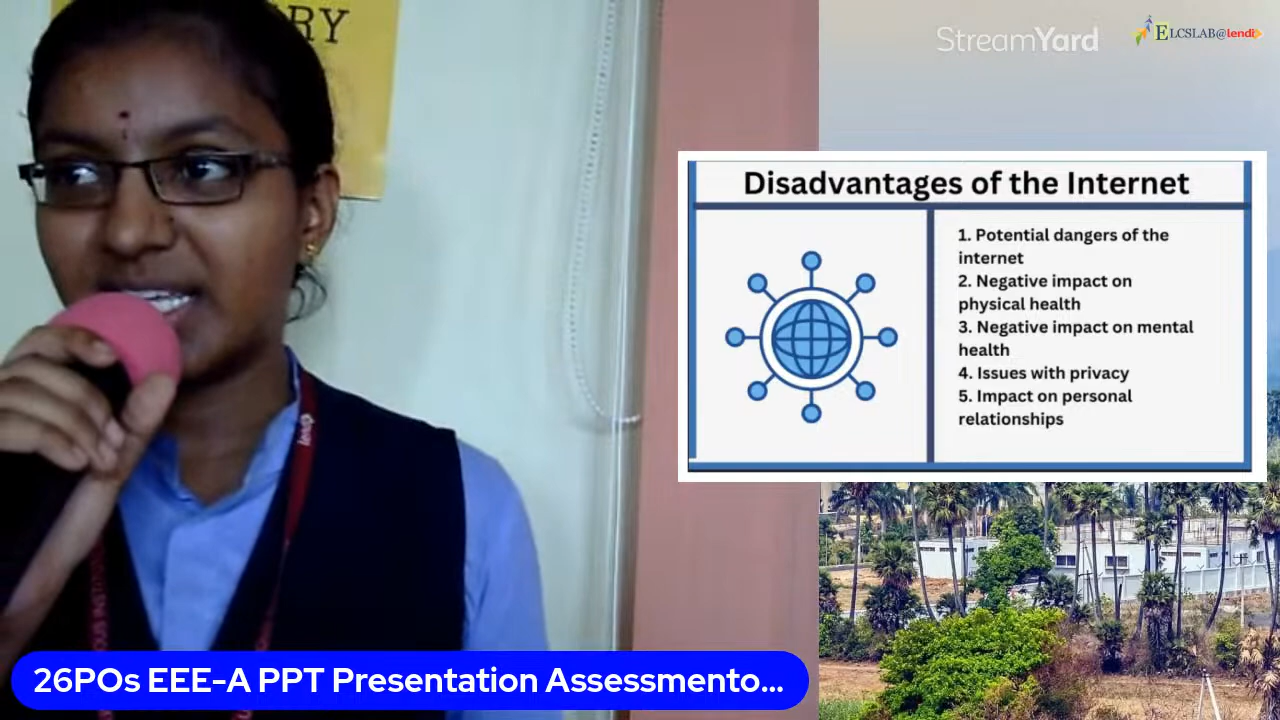 RY
StreamYard
ELCSLAB@lendi
Disadvantages of the Internet
1. Potential dangers of the
internet
2. Negative impact on
physical health
3. Negative impact on mental
health
4. Issues with privacy
5. Impact on personal
relationships
lendi
26POs EEE-A PPT Presentation Assessmento...